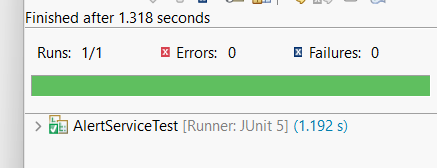 Finished after 1.318 seconds
Runs: 1/1 Errors: 0 Failures: 0
AlertServiceTest [Runner: JUnit 5] (1.192 s)